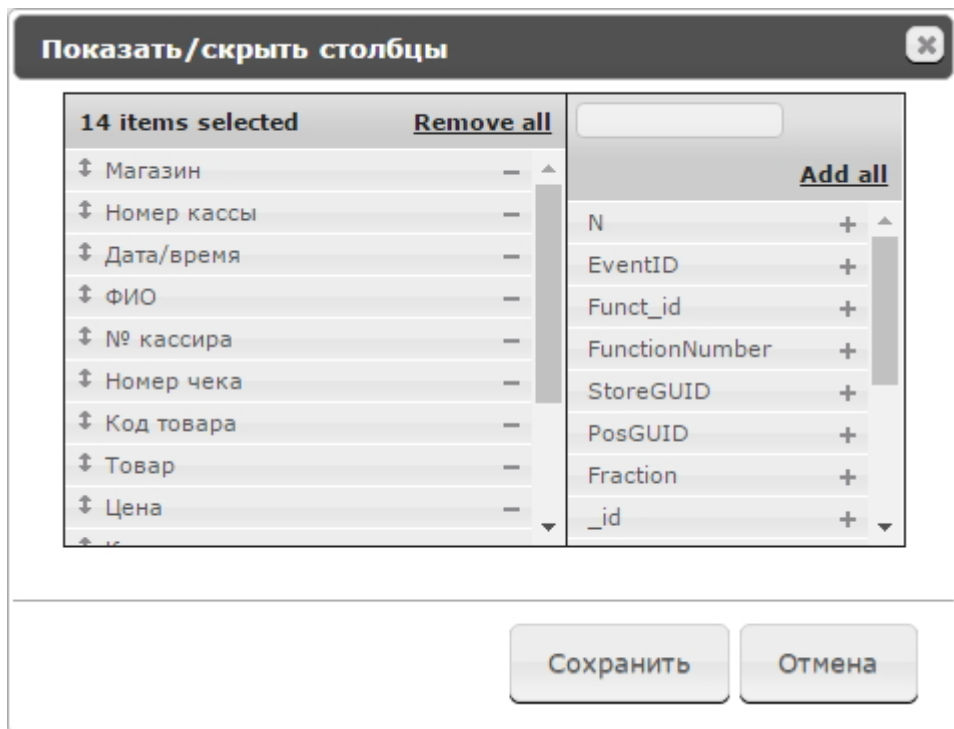 Показать/скрыть столбцы
14 items selected Remove all
Магазин
Номер кассы
Дата/время
ФИО
№ кассира
Номер чека
Код товара
Товар
Цена
Add all
N
EventID
Funct_id
FunctionNumber
StoreGUID
PosGUID
Fraction
_id
Сохранить Отмена